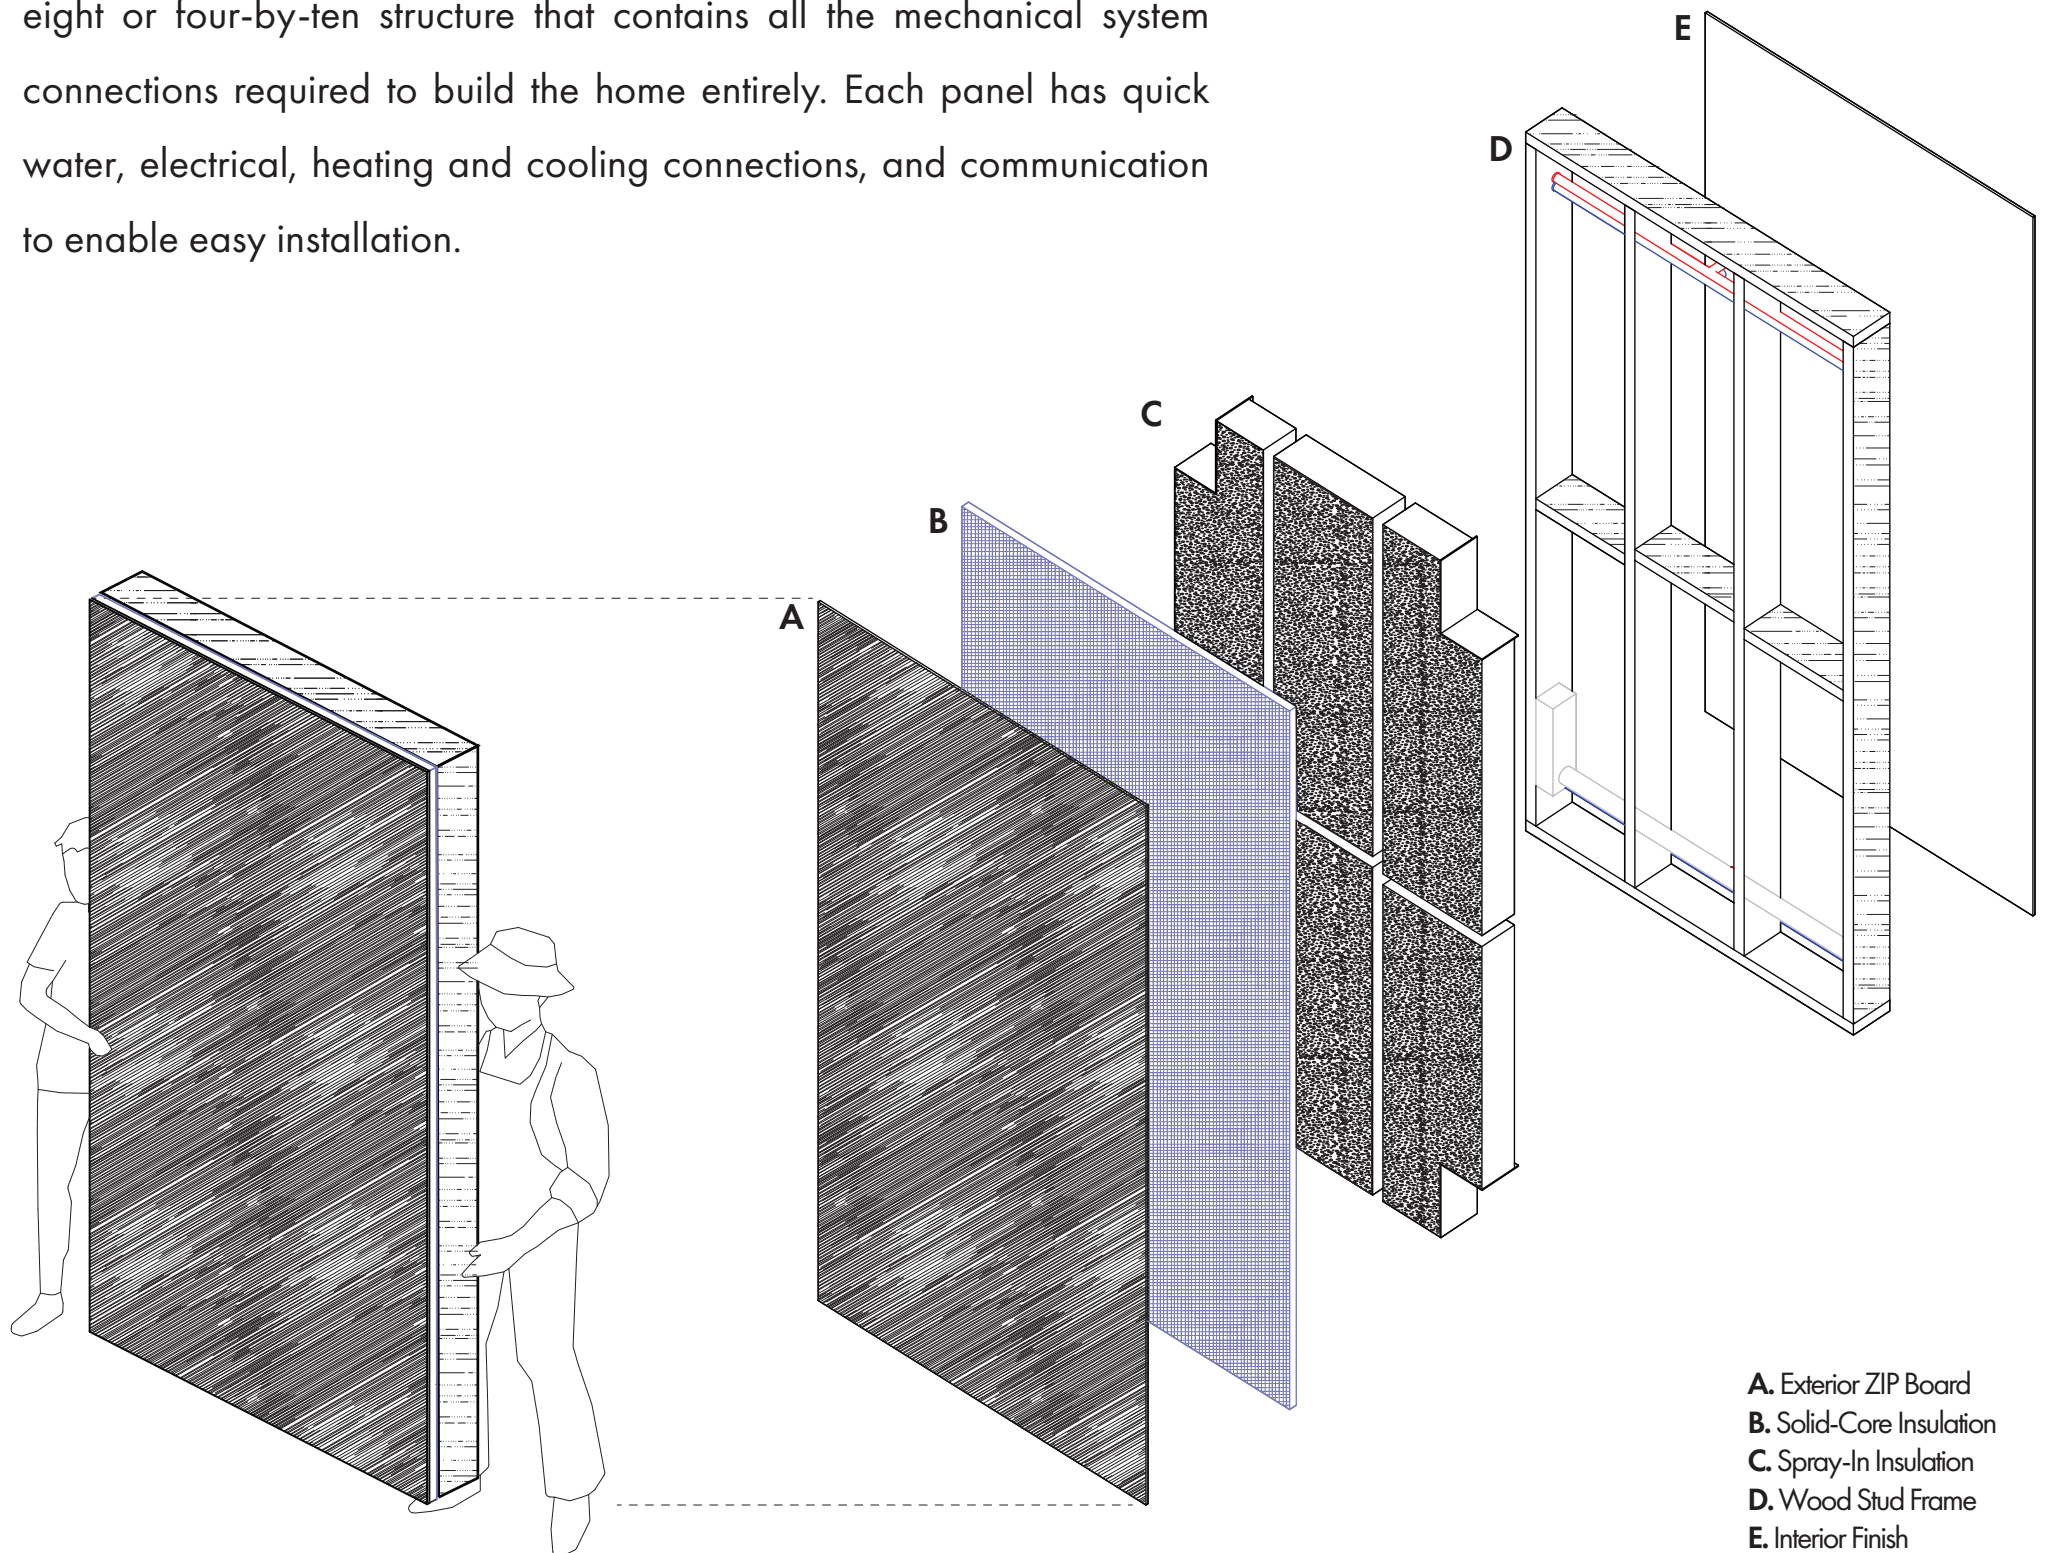 eight or four-by-ten structure that contains all the mechanical system
connections required to build the home entirely. Each panel has quick
water, electrical, heating and cooling connections, and communication
to enable easy installation.
E
D
C
B
A
A. Exterior ZIP Board
B. Solid-Core Insulation
C. Spray-In Insulation
D. Wood Stud Frame
E. Interior Finish